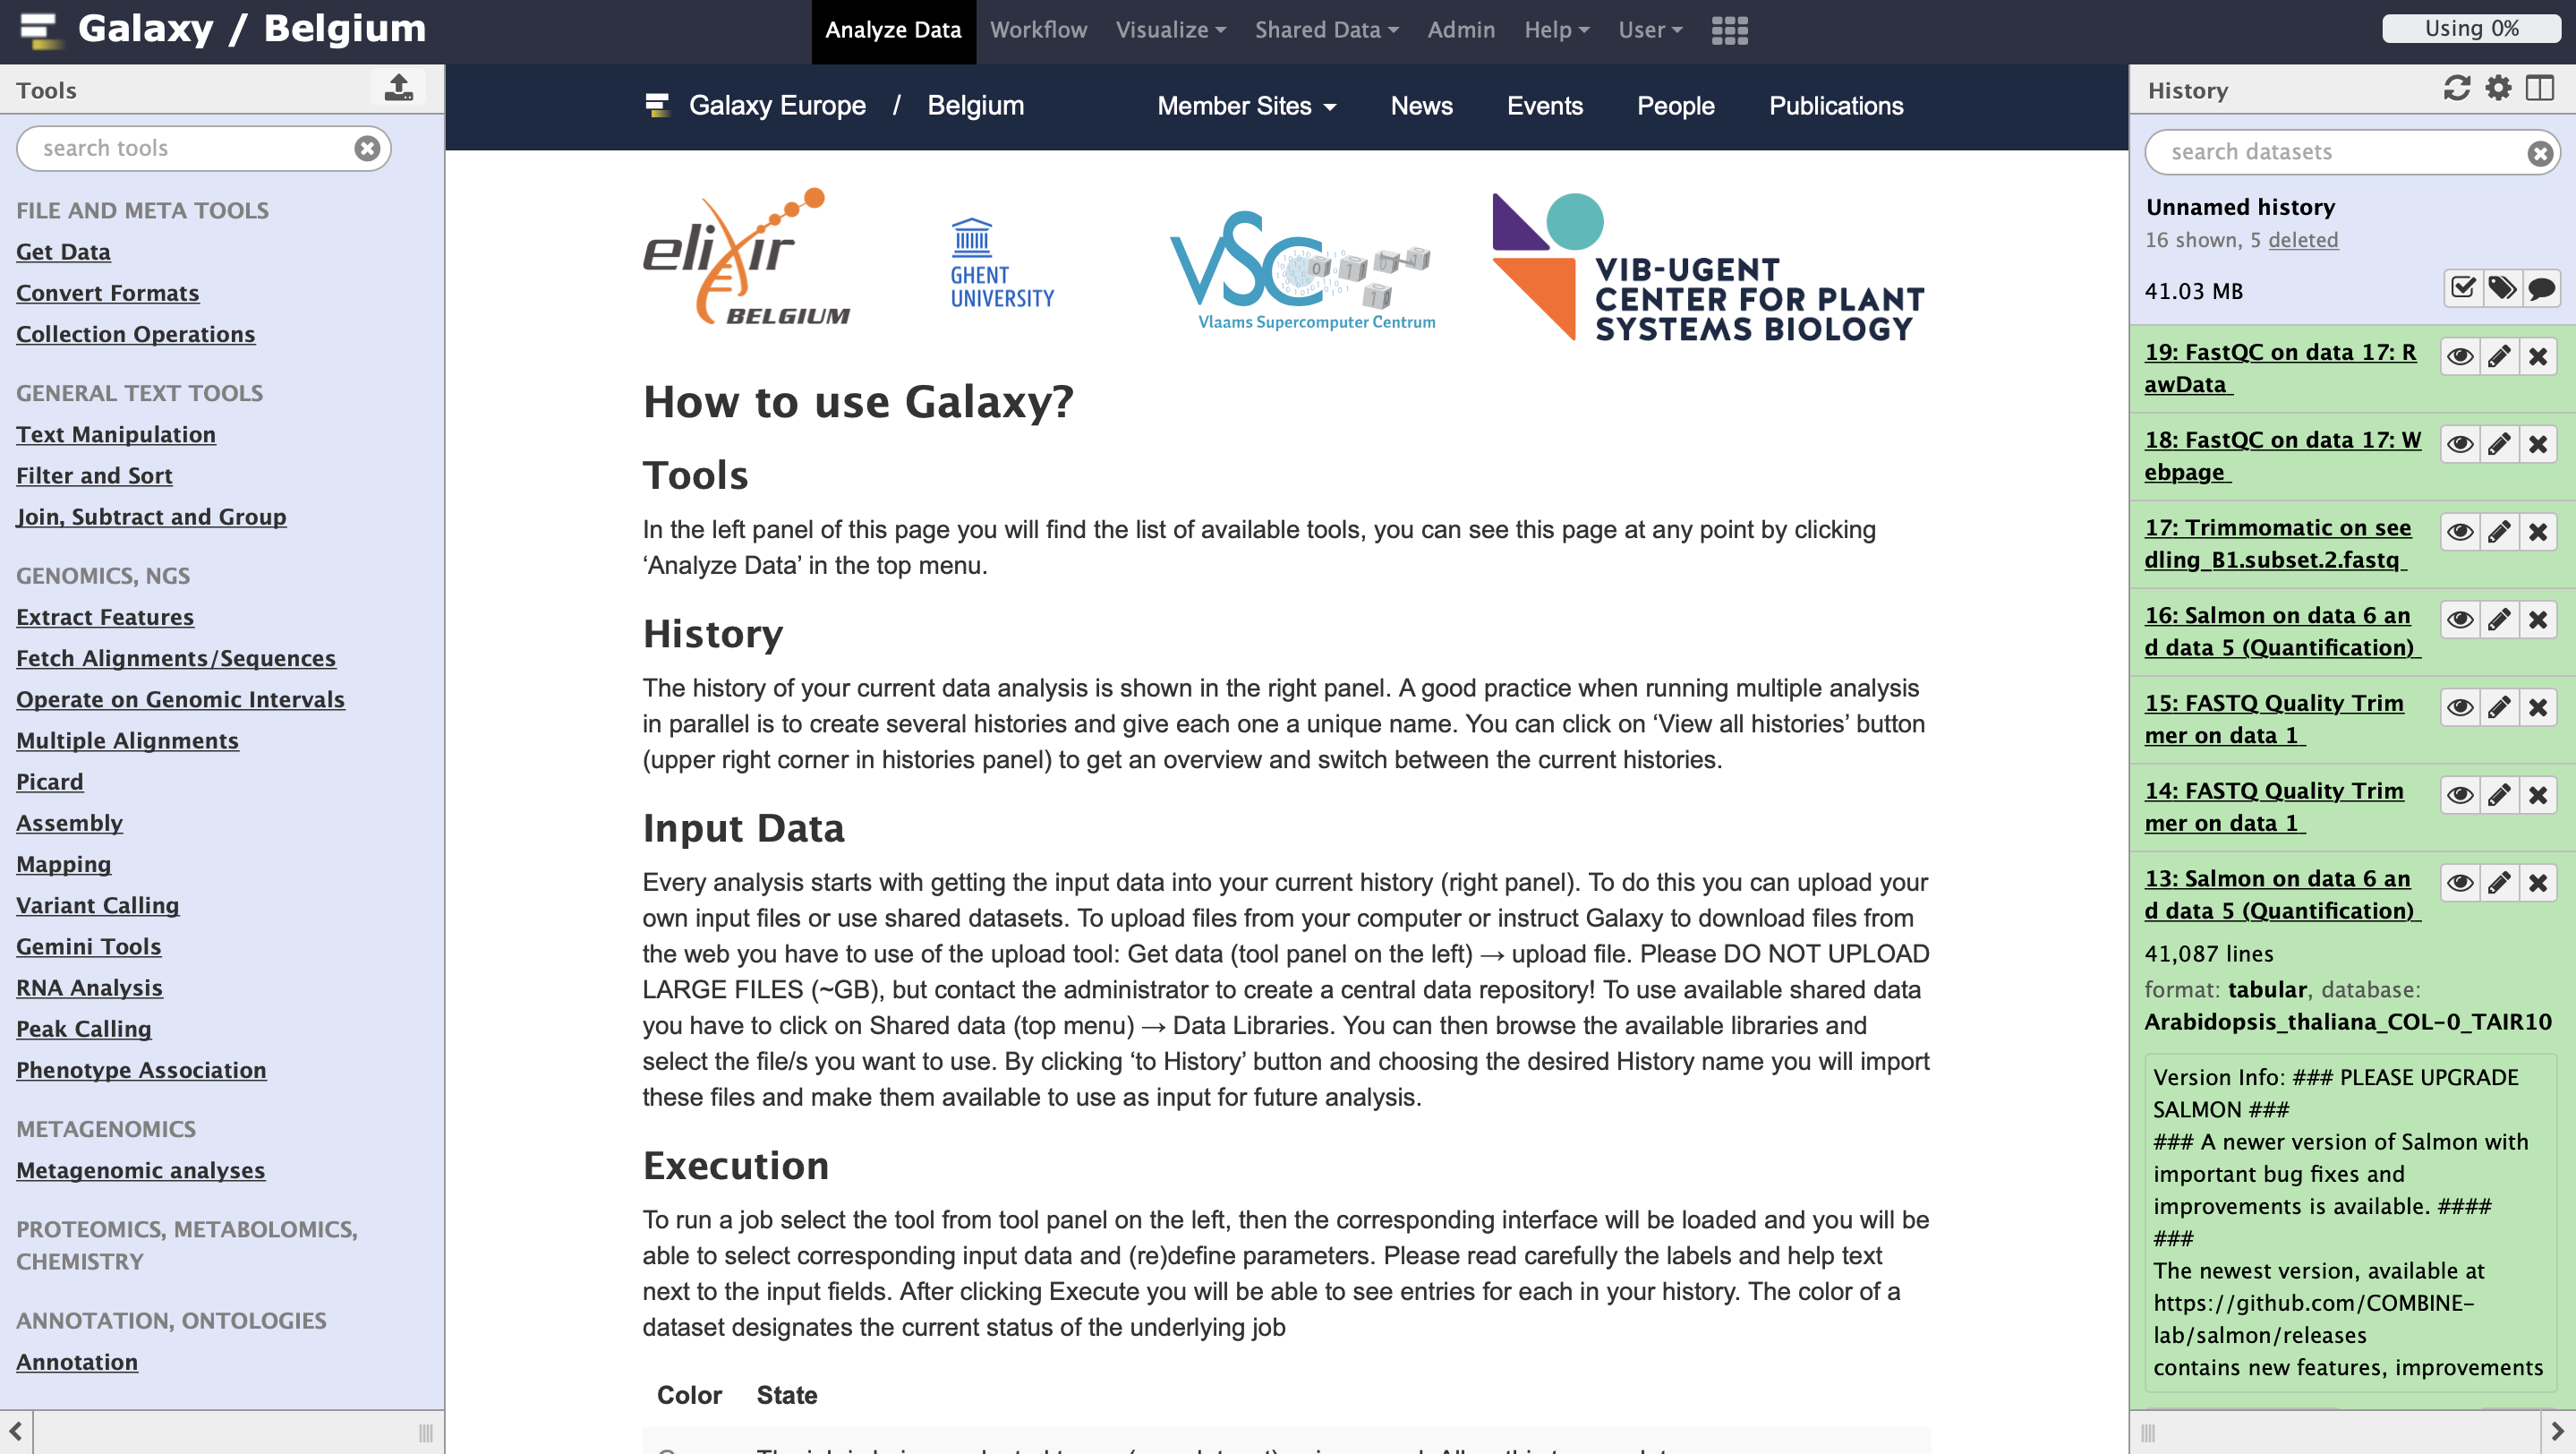 Galaxy / Belgium
Analyze Data
Workflow
Visualize
Shared Data
Admin
Help
User
Using 0%
Tools
search tools
FILE AND META TOOLS
Get Data
Convert Formats
Collection Operations
GENERAL TEXT TOOLS
Text Manipulation
Filter and Sort
Join, Subtract and Group
GENOMICS, NGS
Extract Features
Fetch Alignments/Sequences
Operate on Genomic Intervals
Multiple Alignments
Picard
Assembly
Mapping
Variant Calling
Gemini Tools
RNA Analysis
Peak Calling
Phenotype Association
METAGENOMICS
Metagenomic analyses
PROTEOMICS, METABOLOMICS,
CHEMISTRY
ANNOTATION, ONTOLOGIES
Annotation
Galaxy Europe / Belgium
Member Sites
News
Events
People
Publications
elixir
BELGIUM
GHENT
UNIVERSITY
VSC
Vlaams Supercomputer Centrum
VIB-UGENT
CENTER FOR PLANT
SYSTEMS BIOLOGY
How to use Galaxy?
Tools
In the left panel of this page you will find the list of available tools, you can see this page at any point by clicking
‘Analyze Data’ in the top menu.
History
The history of your current data analysis is shown in the right panel. A good practice when running multiple analysis
in parallel is to create several histories and give each one a unique name. You can click on ‘View all histories’ button
(upper right corner in histories panel) to get an overview and switch between the current histories.
Input Data
Every analysis starts with getting the input data into your current history (right panel). To do this you can upload your
own input files or use shared datasets. To upload files from your computer or instruct Galaxy to download files from
the web you have to use of the upload tool: Get data (tool panel on the left) → upload file. Please DO NOT UPLOAD
LARGE FILES (~GB), but contact the administrator to create a central data repository! To use available shared data
you have to click on Shared data (top menu) → Data Libraries. You can then browse the available libraries and
select the file/s you want to use. By clicking ‘to History’ button and choosing the desired History name you will import
these files and make them available to use as input for future analysis.
Execution
To run a job select the tool from tool panel on the left, then the corresponding interface will be loaded and you will be
able to select corresponding input data and (re)define parameters. Please read carefully the labels and help text
next to the input fields. After clicking Execute you will be able to see entries for each in your history. The color of a
dataset designates the current status of the underlying job
Color State
History
search datasets
Unnamed history
16 shown, 5 deleted
41.03 MB
19: FastQC on data 17: R
awData
18: FastQC on data 17: W
ebpage
17: Trimmomatic on see
dling_B1.subset.2.fastq
16: Salmon on data 6 an
d data 5 (Quantification)
15: FASTQ Quality Trim
mer on data 1
14: FASTQ Quality Trim
mer on data 1
13: Salmon on data 6 an
d data 5 (Quantification)
41,087 lines
format: tabular, database:
Arabidopsis_thaliana_COL-0_TAIR10
Version Info: ### PLEASE UPGRADE
SALMON ###
### A newer version of Salmon with
important bug fixes and
improvements is available. ####
###
The newest version, available at
https://github.com/COMBINE-
lab/salmon/releases
contains new features, improvements